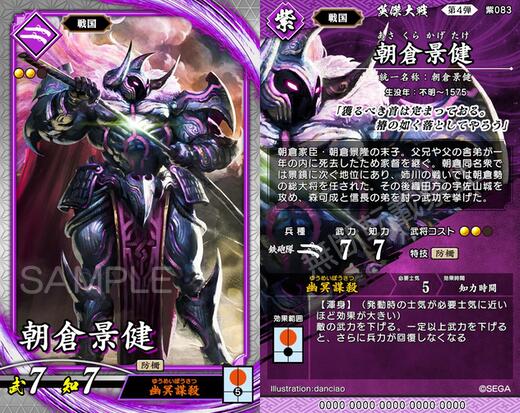 戦国
SAMPLE
朝倉景健
防柵
武7 知7
ゆうめいぼうさつ
幽冥謀殺
5
紫
戦国
英傑大戦
第4弾
紫083
あさくらかげたけ
朝倉景健
統一名称:朝倉景健
生没年:不明~1575
「獲るべき首は定まっておる。
椿の如く落としてやろう」
朝倉家臣・朝倉景隆の末子。父兄や父の舎弟が一
年の内に死去したため家督を継ぐ。朝倉同名衆で
は景鏡に次ぐ地位にあり、姉川の戦いでは朝倉勢
の総大将を任された。その後織田方の宇佐山城を
攻め、森可成と信長の弟を討つ武功を挙げた。
兵種 武力 知力 武将コスト
鉄砲隊 7 7
特技 防柵
ゆうめいぼうさつ 必要士気 効果時間
幽冥謀殺 5 知力時間
効果範囲
【渾身】(発動時の士気が必要士気に近い
ほど効果が大きい)
敵の武力を下げる。一定以上武力を下げる
と、さらに兵力が回復しなくなる
Illustration:danciao
©SEGA
0000 0000 0000 0000 0000